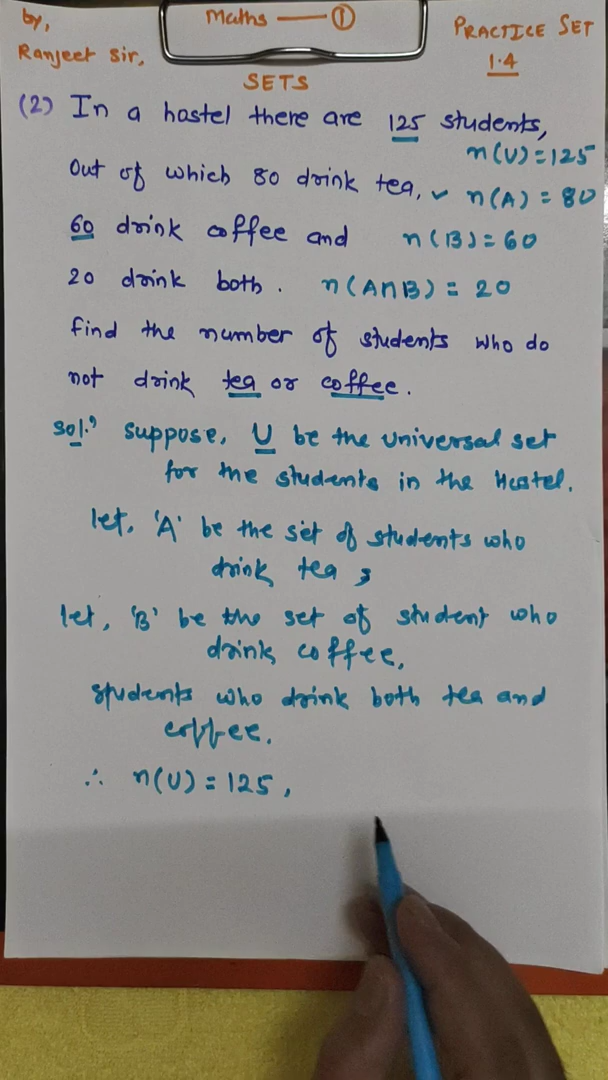 by,
Ranjeet Sir,
Maths — ①
PRACTICE SET
1.4
SETS
(2) In a hostel there are 125 students,
n(U)=125
Out of which 80 drink tea, ✓ n(A) = 80
60 drink coffee and n(B)=60
20 drink both. n(A∩B) = 20
find the number of students who do
not drink tea or coffee.
Sol.ⁿ Suppose, U be the universal set
for the students in the Hostel.
let, 'A' be the set of students who
drink tea,
let, 'B' be the set of student who
drink coffee,
students who drink both tea and
coffee.
∴ n(U) = 125,